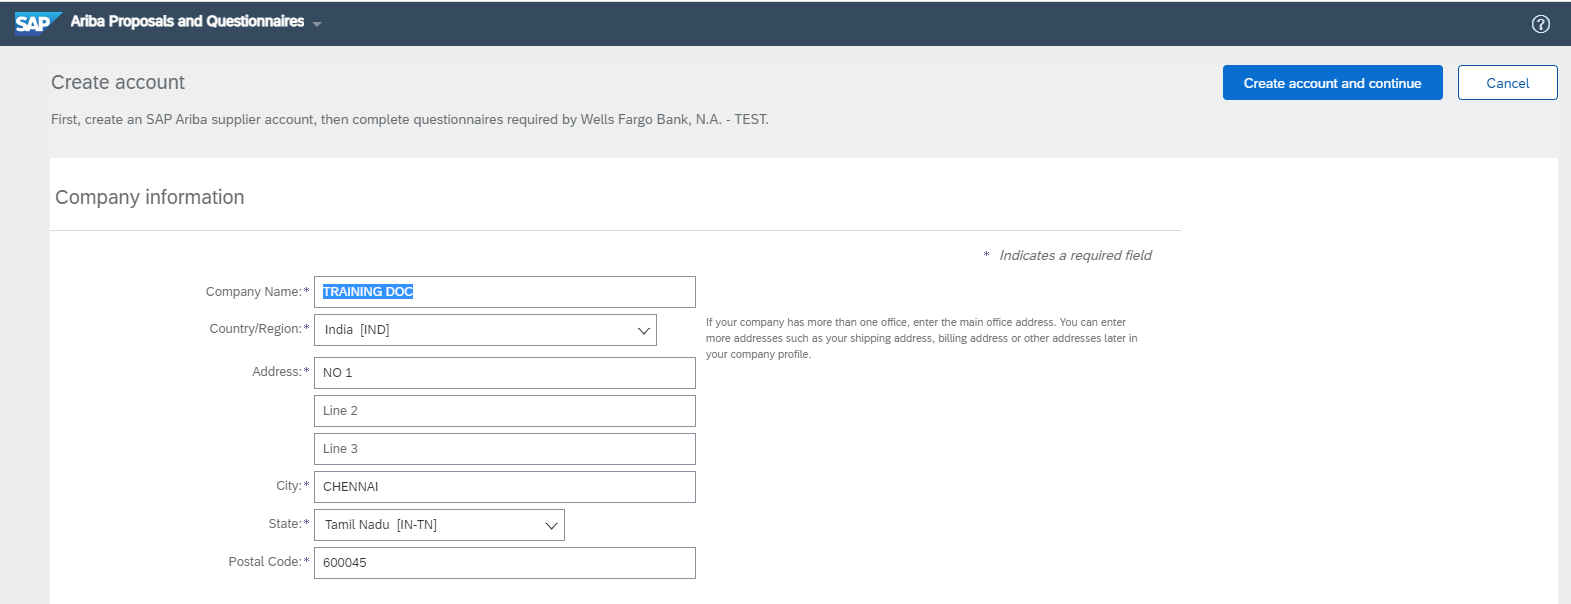 SAP Ariba Proposals and Questionnaires
Create account
Create account and continue
Cancel
First, create an SAP Ariba supplier account, then complete questionnaires required by Wells Fargo Bank, N.A. - TEST.
Company information
* Indicates a required field
Company Name:* TRAINING DOC
Country/Region:* India [IND]
If your company has more than one office, enter the main office address. You can enter
more addresses such as your shipping address, billing address or other addresses later in
your company profile.
Address:* NO 1
Line 2
Line 3
City:* CHENNAI
State:* Tamil Nadu [IN-TN]
Postal Code:* 600045